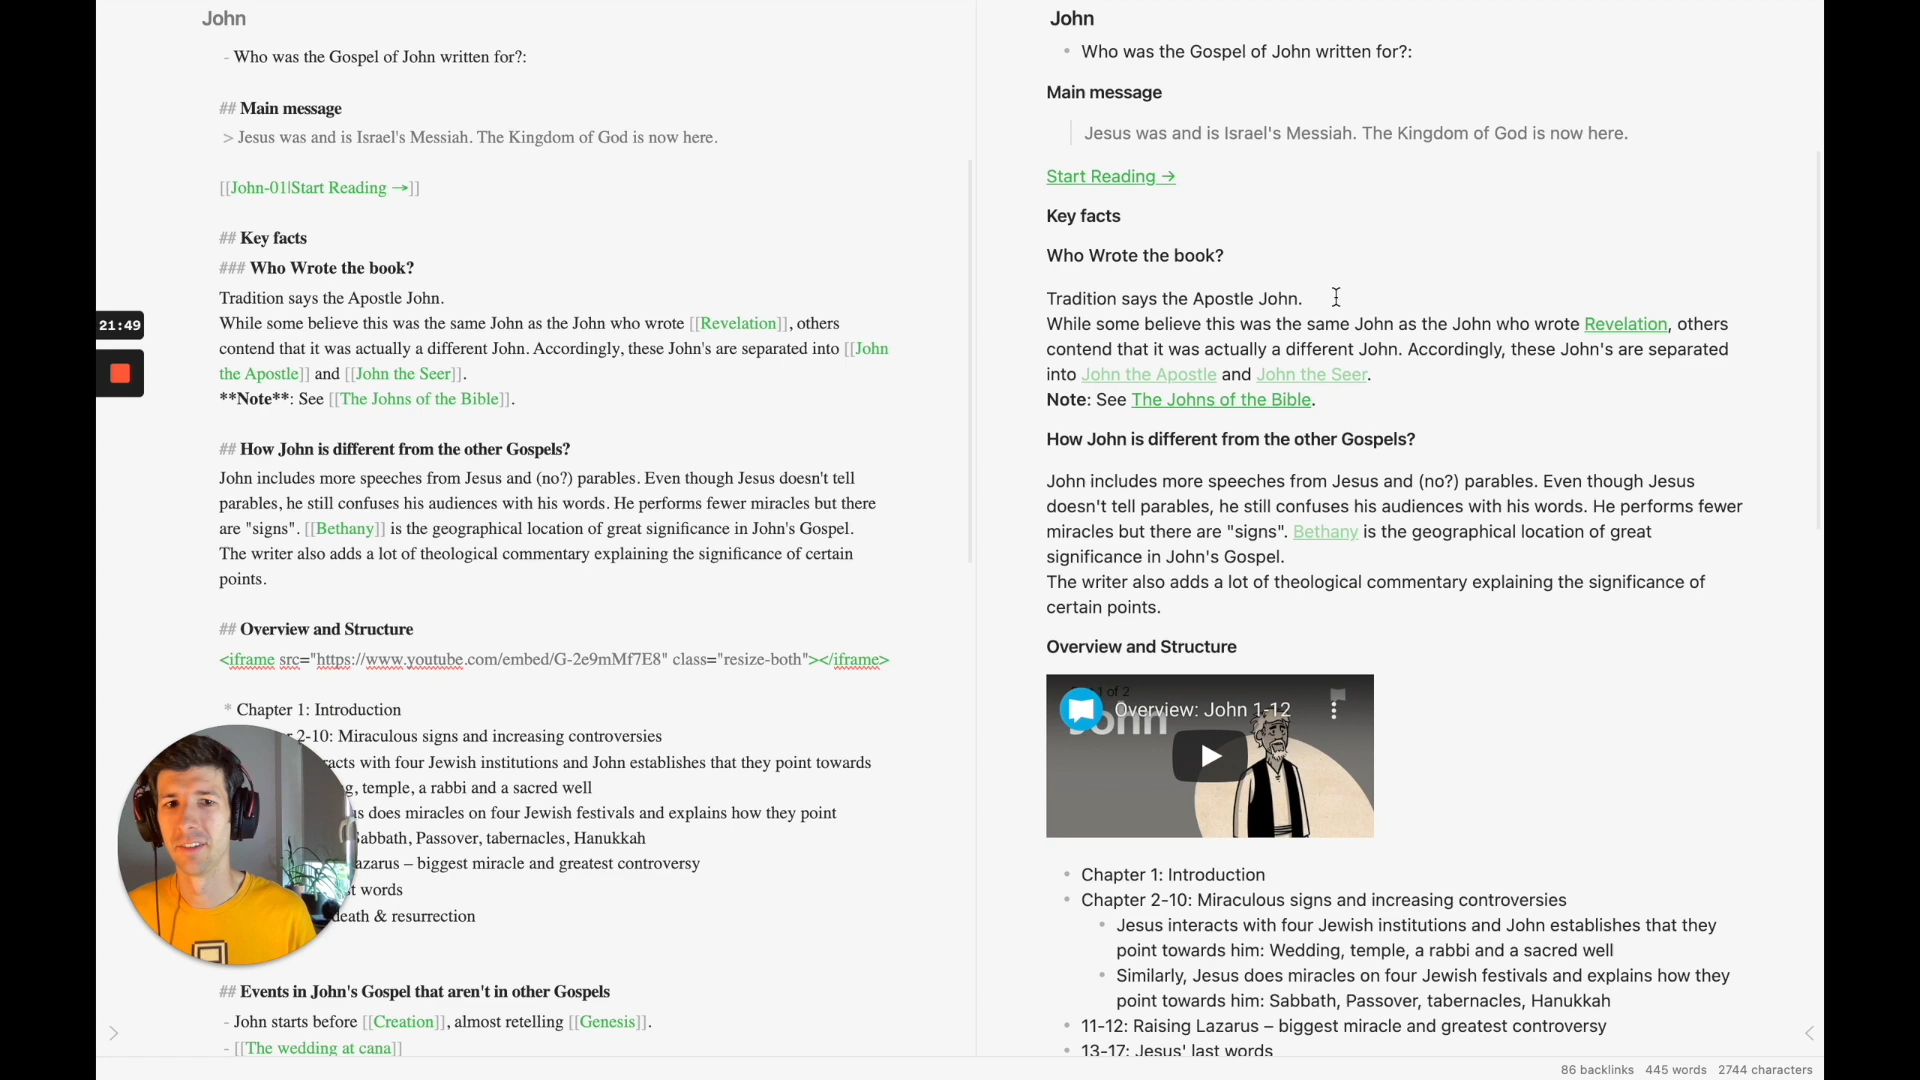 John
- Who was the Gospel of John written for?:
## Main message
> Jesus was and is Israel's Messiah. The Kingdom of God is now here.
[[John-01|Start Reading →]]
## Key facts
### Who Wrote the book?
Tradition says the Apostle John.
While some believe this was the same John as the John who wrote [[Revelation]], others
contend that it was actually a different John. Accordingly, these John's are separated into [[John
the Apostle]] and [[John the Seer]].
**Note**: See [[The Johns of the Bible]].
## How John is different from the other Gospels?
John includes more speeches from Jesus and (no?) parables. Even though Jesus doesn't tell
parables, he still confuses his audiences with his words. He performs fewer miracles but there
are "signs". [[Bethany]] is the geographical location of great significance in John's Gospel.
The writer also adds a lot of theological commentary explaining the significance of certain
points.
## Overview and Structure
<iframe src="https://www.youtube.com/embed/G-2e9mMf7E8" class="resize-both"></iframe>
* Chapter 1: Introduction
2-10: Miraculous signs and increasing controversies
with four Jewish institutions and John establishes that they point towards
temple, a rabbi and a sacred well
does miracles on four Jewish festivals and explains how they point
Sabbath, Passover, tabernacles, Hanukkah
– biggest miracle and greatest controversy
words
death & resurrection
## Events in John's Gospel that aren't in other Gospels
- John starts before [[Creation]], almost retelling [[Genesis]].
- [[The wedding at cana]]
21:49
John
• Who was the Gospel of John written for?:
Main message
Jesus was and is Israel's Messiah. The Kingdom of God is now here.
Start Reading →
Key facts
Who Wrote the book?
Tradition says the Apostle John.
While some believe this was the same John as the John who wrote Revelation, others
contend that it was actually a different John. Accordingly, these John's are separated
into John the Apostle and John the Seer.
Note: See The Johns of the Bible.
How John is different from the other Gospels?
John includes more speeches from Jesus and (no?) parables. Even though Jesus
doesn't tell parables, he still confuses his audiences with his words. He performs fewer
miracles but there are "signs". Bethany is the geographical location of great
significance in John's Gospel.
The writer also adds a lot of theological commentary explaining the significance of
certain points.
Overview and Structure
1 of 2
Overview: John 1-12
John
• Chapter 1: Introduction
• Chapter 2-10: Miraculous signs and increasing controversies
• Jesus interacts with four Jewish institutions and John establishes that they
point towards him: Wedding, temple, a rabbi and a sacred well
• Similarly, Jesus does miracles on four Jewish festivals and explains how they
point towards him: Sabbath, Passover, tabernacles, Hanukkah
• 11-12: Raising Lazarus – biggest miracle and greatest controversy
• 13-17: Jesus' last words
86 backlinks 445 words 2744 characters